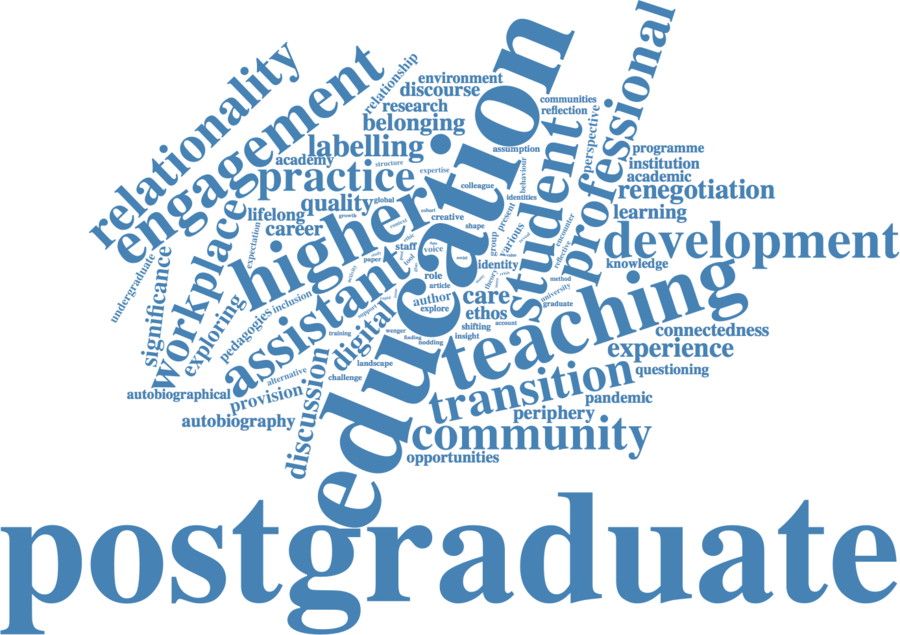 relationality
engagement
relationship
environment
discourse
research
belonging
labelling
academy
structure
practice
expertise
quality
global
lifelong
growth
career
expectation
higher
education
communities
reflection
assumption
behaviour
colleague
identities
creative
cohort
shape
present
various
group
student
perspective
professional
programme
institution
academic
renegotiation
learning
development
knowledge
encounter
reflective
method
university
graduate
undergraduate
significance
workplace
exploring
pedagogies
inclusion
assistant
staff
voice
paper
role
article
author
explore
identity
theory
care
ethos
shifting
account
insight
support
digital
training
wenger
finding
nodding
landscape
challenge
alternative
provision
autobiographical
autobiography
discussion
teaching
connectedness
experience
questioning
transition
pandemic
periphery
community
opportunities
postgraduate